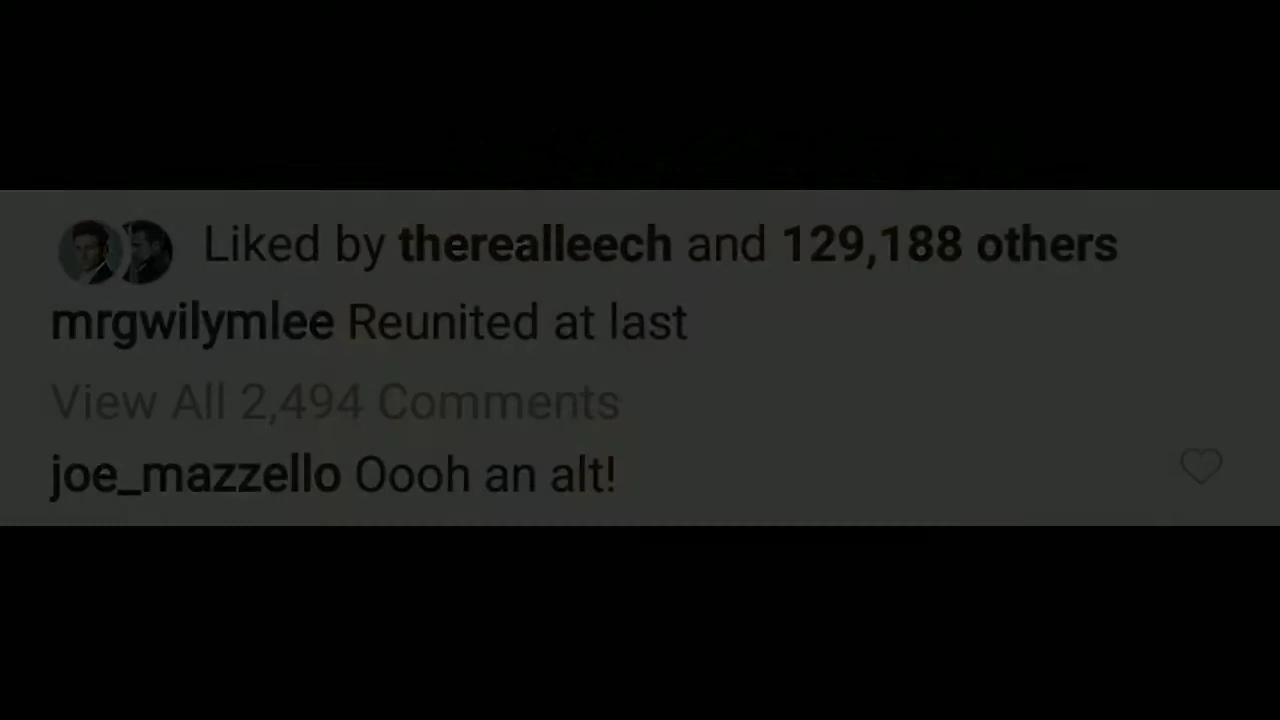 Liked by therealleech and 129,188 others
mrgwilymlee Reunited at last
View All 2,494 Comments
joe_mazzello Oooh an alt!